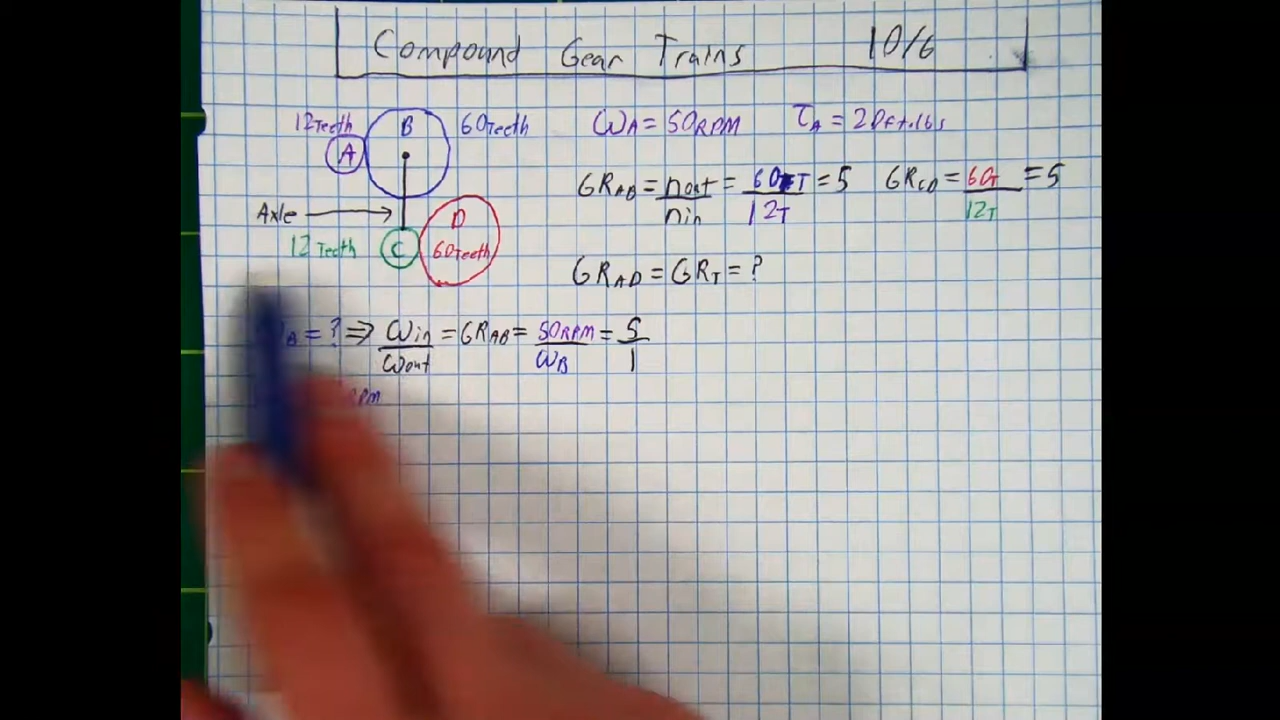 Compound Gear Trains 10/6
12 Teeth B 60 Teeth
A
ωA = 50 RPM τA = 20 ft.lbs
GRAB = nout/nin = 60T/12T = 5 GRCD = 60T/12T = 5
Axle D
12 Teeth C 60 Teeth
GRAD = GRT = ?
B = ? ⇒ ωin/ωout = GRAB = 50 RPM/ωB = 5/1
RPM